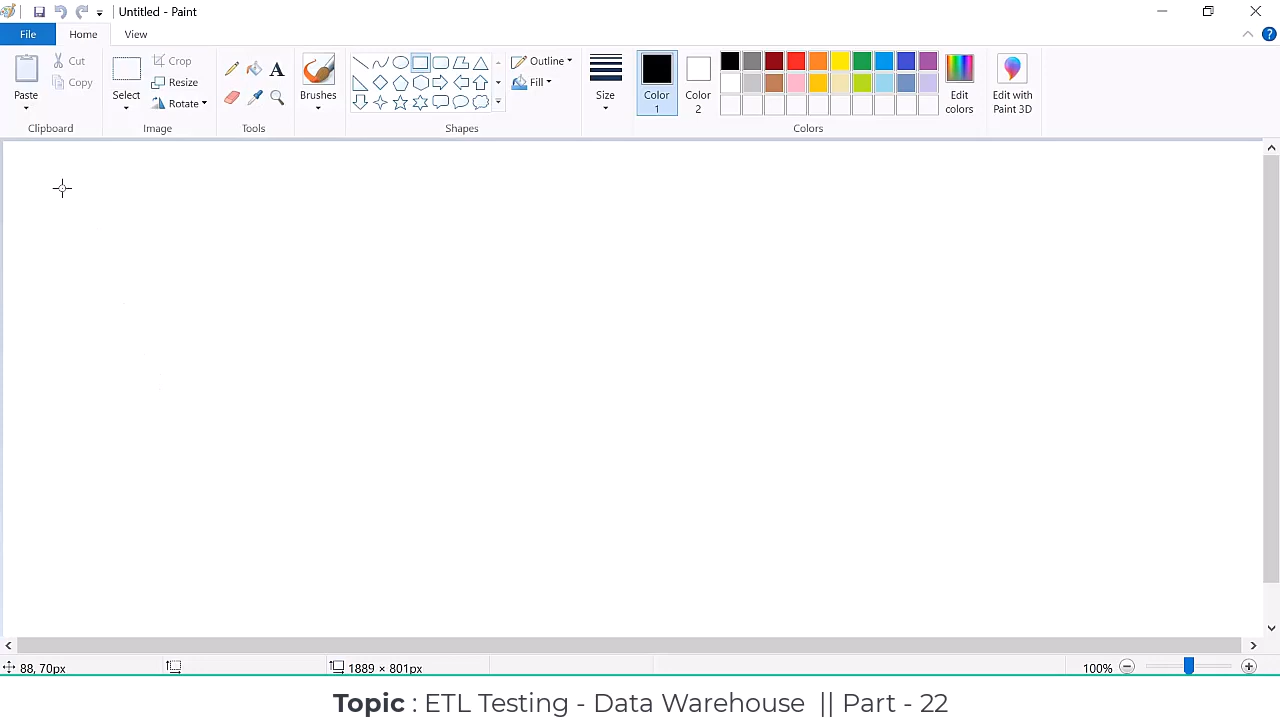 Untitled - Paint
File Home View
Paste
Cut
Copy
Clipboard
Select
Crop
Resize
Rotate
Image
A
Tools
Brushes
Outline
Fill
Shapes
Size
Color 1
Color 2
Edit colors
Colors
Edit with Paint 3D
88, 70px
1889 × 801px
100%
Topic : ETL Testing - Data Warehouse || Part - 22